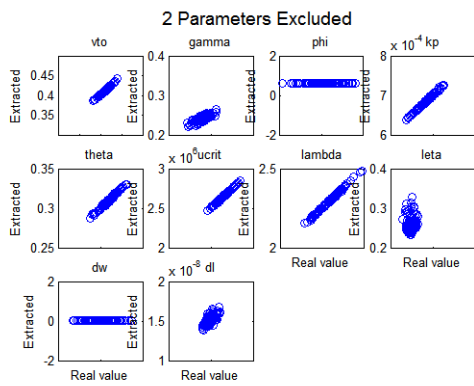 2 Parameters Excluded
vto gamma phi x 10⁻⁴ kp
Extracted 0.45 0.4 0.35
Extracted 0.4 0.3 0.2
Extracted 2 0 -2
Extracted 8 7 6
theta x 10⁶ ucrit lambda leta
Extracted 0.35 0.3 0.25
Extracted 3 2.5 2
Extracted 2.5 2
Extracted 0.4 0.3 0.2
Real value Real value
dw x 10⁻⁸ dl
Extracted 2 0 -2
Extracted 2 1.5 1
Real value Real value